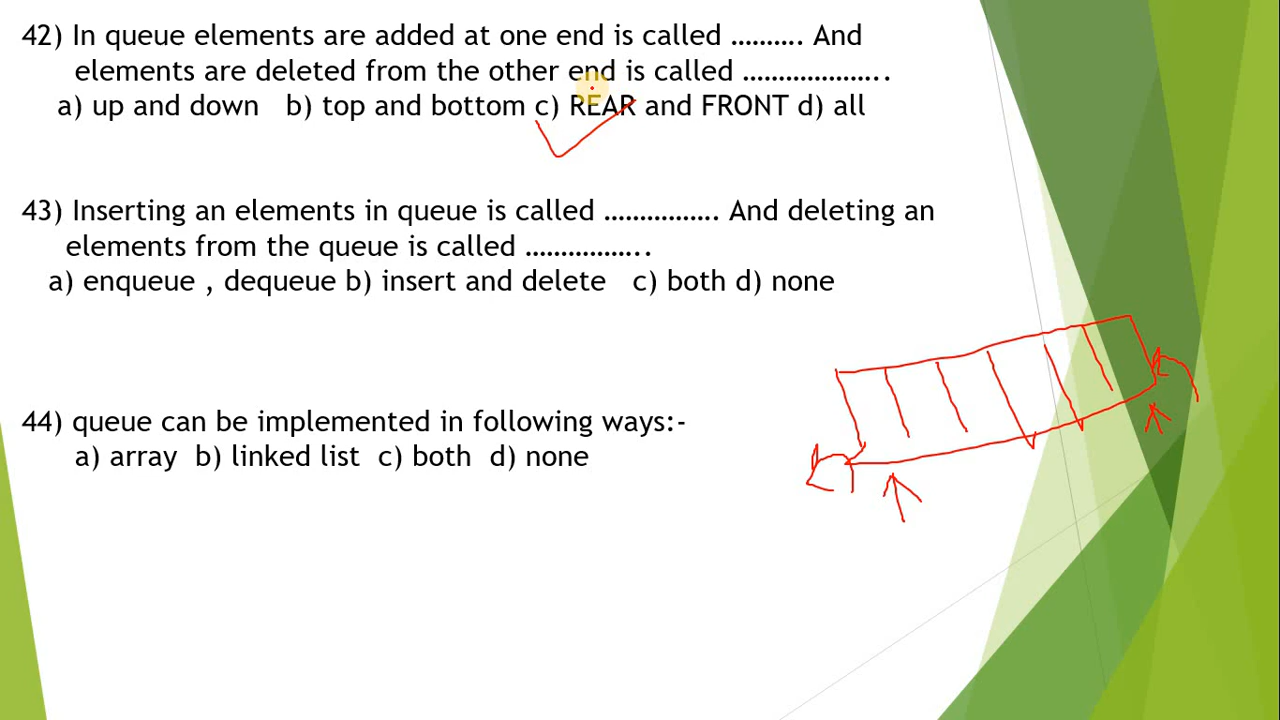 42) In queue elements are added at one end is called .......... And
elements are deleted from the other end is called .....................
a) up and down b) top and bottom c) REAR and FRONT d) all
43) Inserting an elements in queue is called ................ And deleting an
elements from the queue is called ..................
a) enqueue , dequeue b) insert and delete c) both d) none
44) queue can be implemented in following ways:-
a) array b) linked list c) both d) none